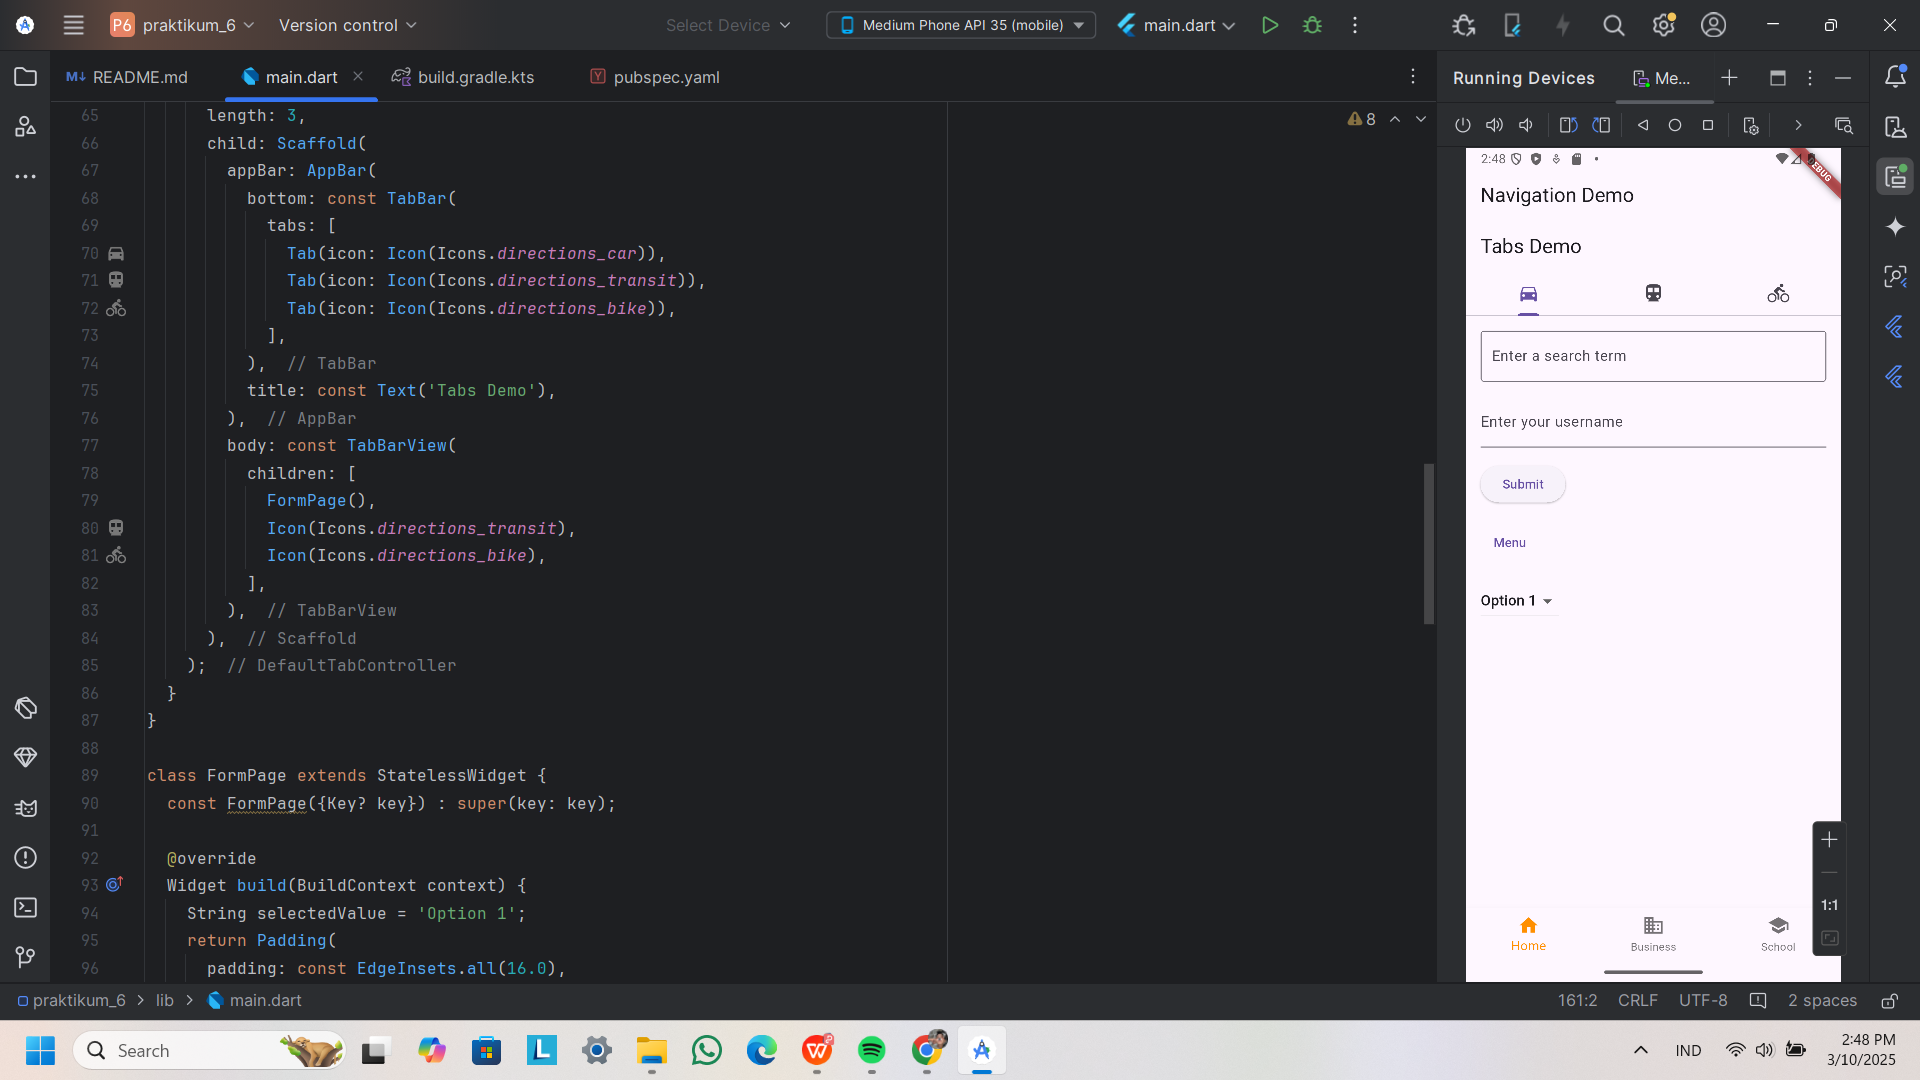 P6 praktikum_6 Version control Select Device Medium Phone API 35 (mobile) main.dart
README.md main.dart build.gradle.kts pubspec.yaml
65 length: 3,
66 child: Scaffold(
67 appBar: AppBar(
68 bottom: const TabBar(
69 tabs: [
70 Tab(icon: Icon(Icons.directions_car)),
71 Tab(icon: Icon(Icons.directions_transit)),
72 Tab(icon: Icon(Icons.directions_bike)),
73 ],
74 ), // TabBar
75 title: const Text('Tabs Demo'),
76 ), // AppBar
77 body: const TabBarView(
78 children: [
79 FormPage(),
80 Icon(Icons.directions_transit),
81 Icon(Icons.directions_bike),
82 ],
83 ), // TabBarView
84 ), // Scaffold
85 ); // DefaultTabController
86 }
87 }
88
89 class FormPage extends StatelessWidget {
90 const FormPage({Key? key}) : super(key: key);
91
92 @override
93 Widget build(BuildContext context) {
94 String selectedValue = 'Option 1';
95 return Padding(
96 padding: const EdgeInsets.all(16.0),
8
Running Devices Me...
2:48
Navigation Demo
Tabs Demo
Enter a search term
Enter your username
Submit
Menu
Option 1
Home Business School
1:1
praktikum_6 > lib > main.dart
161:2 CRLF UTF-8 2 spaces
Search
IND
2:48 PM
3/10/2025